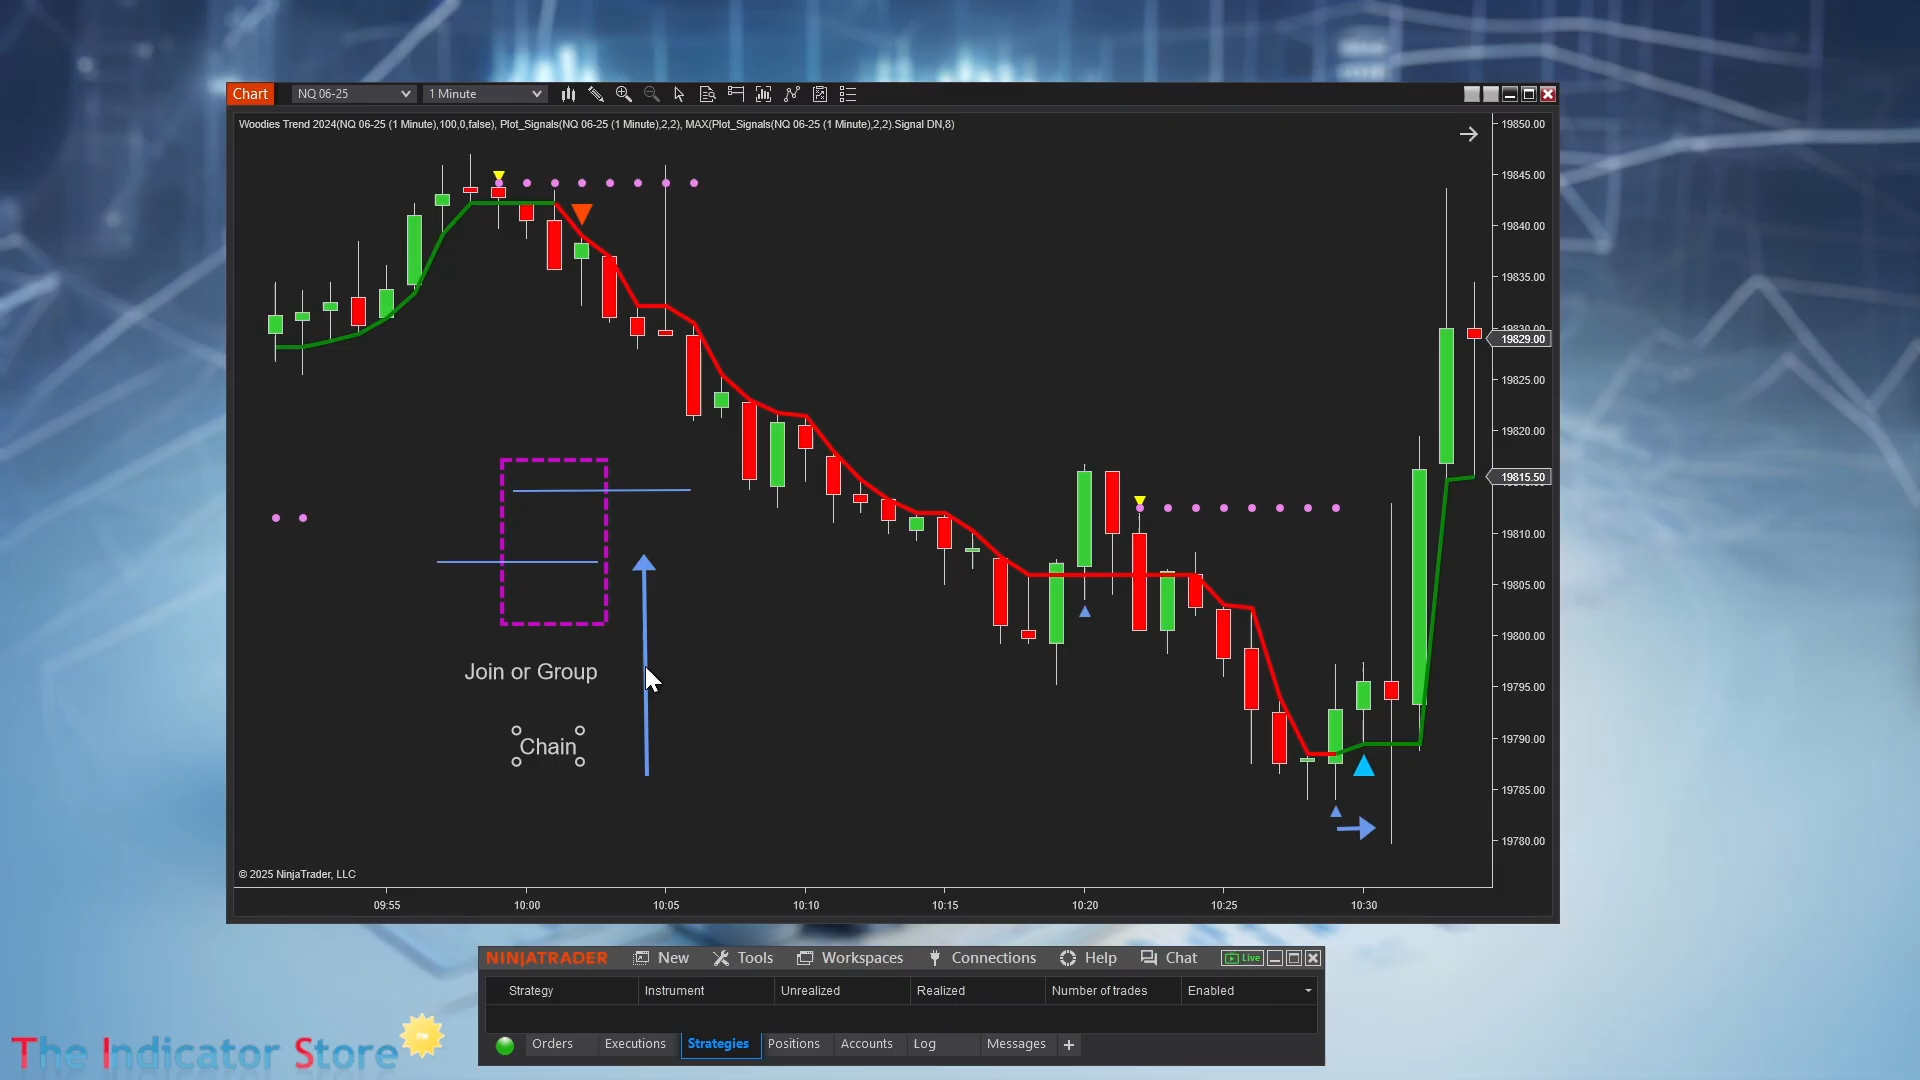 Chart
NQ 06-25
1 Minute
Woodies Trend 2024(NQ 06-25 (1 Minute),100,0,false), Plot_Signals(NQ 06-25 (1 Minute),2,2), MAX(Plot_Signals(NQ 06-25 (1 Minute),2,2).Signal DN,8)
19850.00
19845.00
19840.00
19835.00
19830.00
19829.00
19825.00
19820.00
19815.50
19810.00
19805.00
19800.00
19795.00
19790.00
19785.00
19780.00
Join or Group
Chain
© 2025 NinjaTrader, LLC
09:55 10:00 10:05 10:10 10:15 10:20 10:25 10:30
NINJATRADER New Tools Workspaces Connections Help Chat Live
Strategy Instrument Unrealized Realized Number of trades Enabled
Orders Executions Strategies Positions Accounts Log Messages +
The Indicator Store